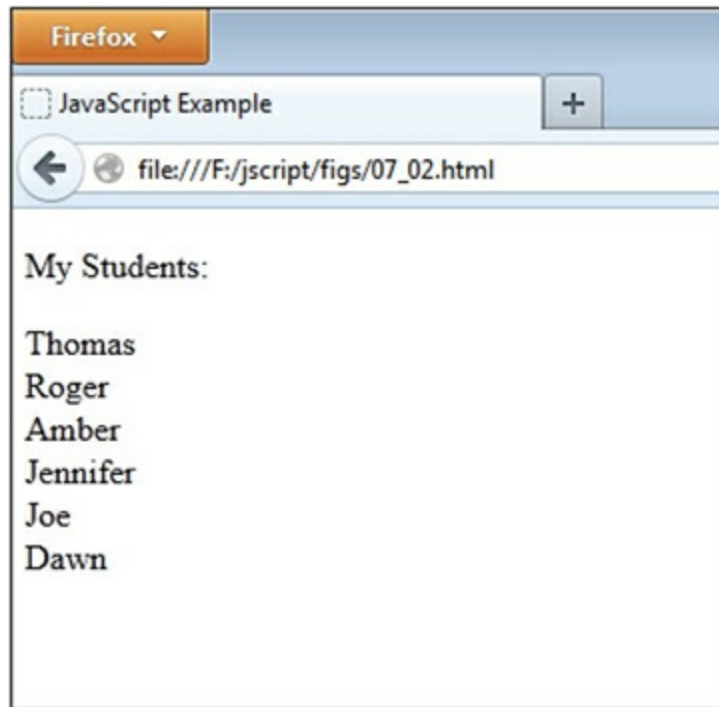 Firefox
JavaScript Example
+
file:///F:/jscript/figs/07_02.html
My Students:
Thomas
Roger
Amber
Jennifer
Joe
Dawn